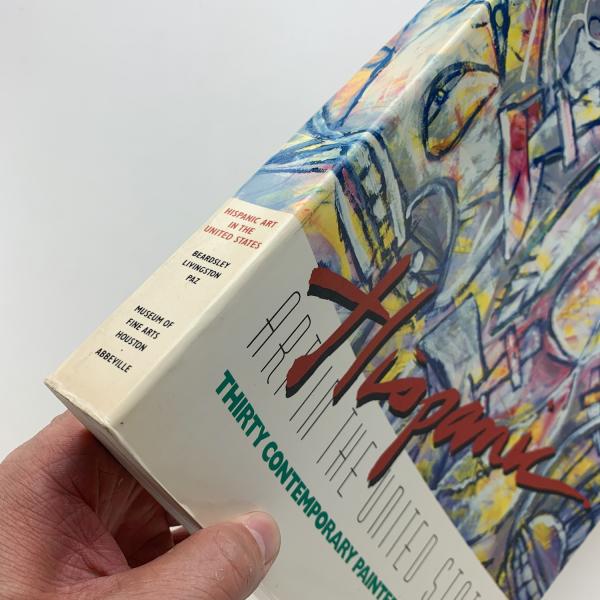 HISPANIC ART
IN THE
UNITED STATES
BEARDSLEY
LIVINGSTON
PAZ
MUSEUM OF
FINE ARTS
HOUSTON
·
ABBEVILLE
Hispanic
ART IN THE UNITED STAT
THIRTY CONTEMPORARY PAINTE